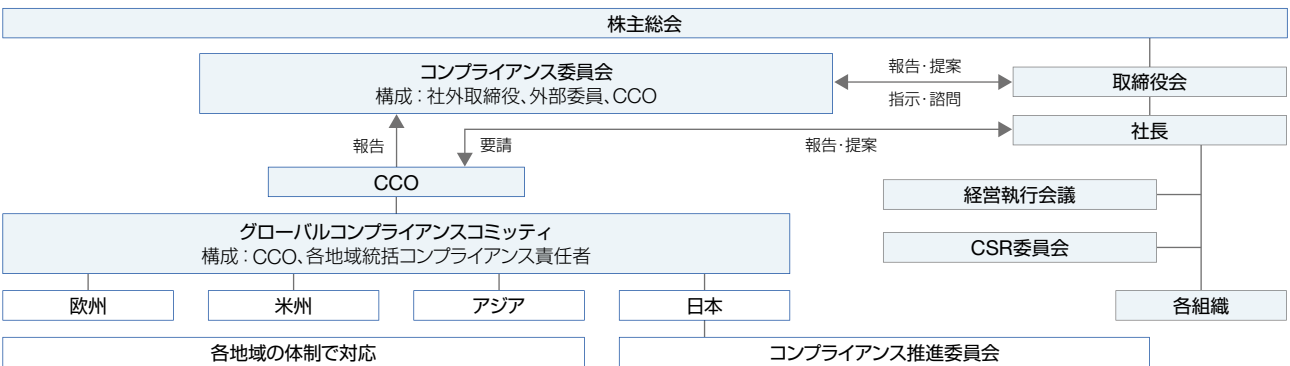 株主総会
コンプライアンス委員会
構成：社外取締役、外部委員、CCO
報告・提案
指示・諮問
取締役会
社長
報告
要請
報告・提案
CCO
経営執行会議
グローバルコンプライアンスコミッティ
構成：CCO、各地域統括コンプライアンス責任者
CSR委員会
欧州
米州
アジア
日本
各組織
各地域の体制で対応
コンプライアンス推進委員会